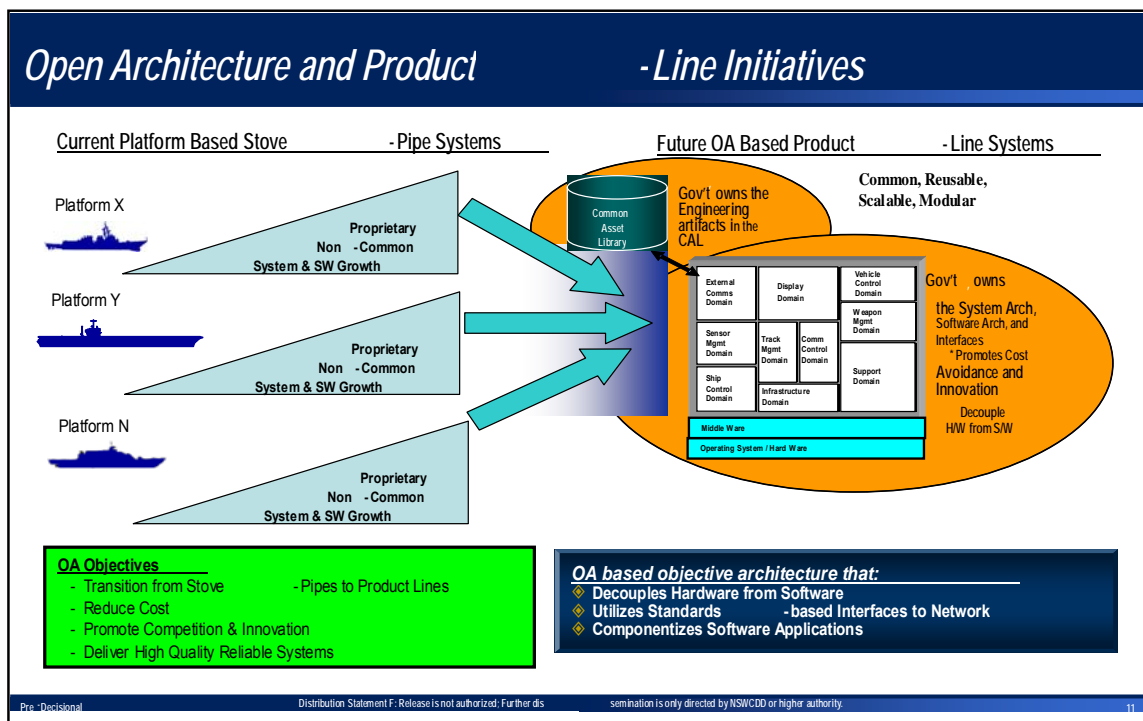 Open Architecture and Product - Line Initiatives
Current Platform Based Stove - Pipe Systems
Platform X
Proprietary
Non - Common
System & SW Growth
Platform Y
Proprietary
Non - Common
System & SW Growth
Platform N
Proprietary
Non - Common
System & SW Growth
Future OA Based Product - Line Systems
Common, Reusable,
Scalable, Modular
Common
Asset
Library
Gov't owns the
Engineering
artifacts in the
CAL
External
Comms
Domain
Display
Domain
Vehicle
Control
Domain
Weapon
Mgmt
Domain
Sensor
Mgmt
Domain
Track
Mgmt
Domain
Comm
Control
Domain
Support
Domain
Ship
Control
Domain
Infrastructure
Domain
Middle Ware
Operating System / Hard Ware
Gov't , owns
the System Arch,
Software Arch, and
Interfaces
* Promotes Cost
Avoidance and
Innovation
Decouple
H/W from S/W
OA Objectives
- Transition from Stove - Pipes to Product Lines
- Reduce Cost
- Promote Competition & Innovation
- Deliver High Quality Reliable Systems
OA based objective architecture that:
Decouples Hardware from Software
Utilizes Standards - based Interfaces to Network
Componentizes Software Applications
Pre -Decisional
Distribution Statement F: Release is not authorized; Further dis semination is only directed by NSWCDD or higher authority.
11